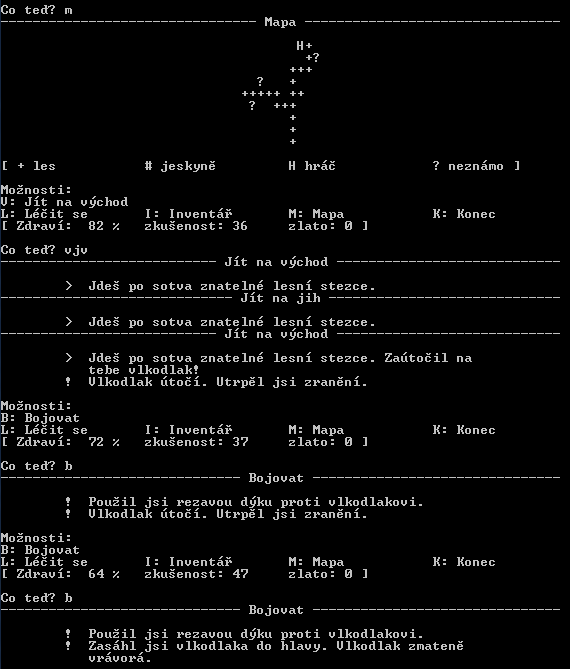 Co teď? m
Mapa
H+
+?
+++
? +
+++++ ++
? +++
+
+
+
[ + les # jeskyně H hráč ? neznámo ]
Možnosti:
V: Jít na východ
L: Léčit se I: Inventář M: Mapa K: Konec
[ Zdraví: 82 % zkušenost: 36 zlato: 0 ]
Co teď? vjv
Jít na východ
> Jdeš po sotva znatelné lesní stezce.
Jít na jih
> Jdeš po sotva znatelné lesní stezce.
Jít na východ
> Jdeš po sotva znatelné lesní stezce. Zaútočil na
tebe vlkodlak!
! Vlkodlak útočí. Utrpěl jsi zranění.
Možnosti:
B: Bojovat
L: Léčit se I: Inventář M: Mapa K: Konec
[ Zdraví: 72 % zkušenost: 37 zlato: 0 ]
Co teď? b
Bojovat
! Použil jsi rezavou dýku proti vlkodlakovi.
! Vlkodlak útočí. Utrpěl jsi zranění.
Možnosti:
B: Bojovat
L: Léčit se I: Inventář M: Mapa K: Konec
[ Zdraví: 64 % zkušenost: 47 zlato: 0 ]
Co teď? b
Bojovat
! Použil jsi rezavou dýku proti vlkodlakovi.
! Zasáhl jsi vlkodlaka do hlavy. Vlkodlak zmateně
vrávorá.